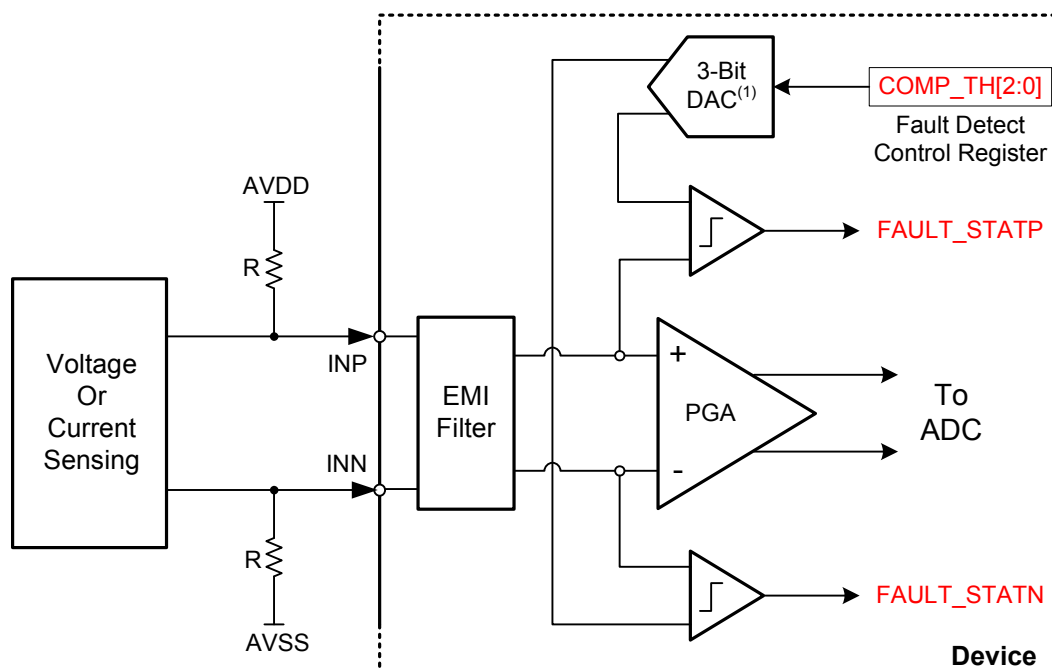 3-Bit
DAC(1)
COMP_TH[2:0]
Fault Detect
Control Register
AVDD
R
FAULT_STATP
INP
Voltage
Or
Current
Sensing
EMI
Filter
+
PGA
-
To
ADC
INN
R
AVSS
FAULT_STATN
Device